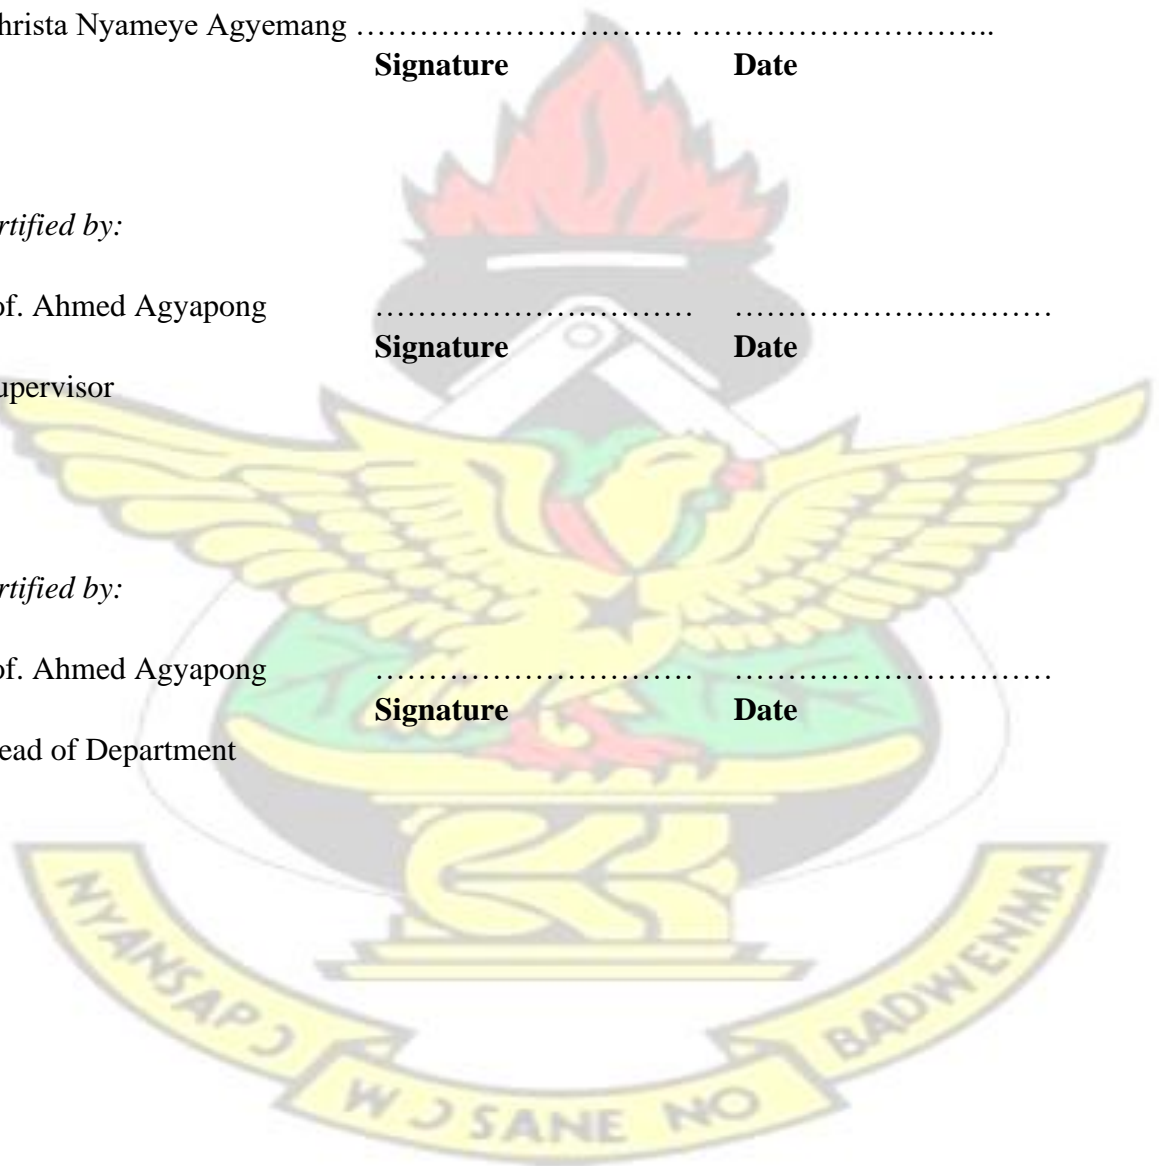 hrista Nyameye Agyemang …………………………. ………………………..
Signature Date
rtified by:
of. Ahmed Agyapong ………………………… …………………………
Signature Date
upervisor
rtified by:
of. Ahmed Agyapong ………………………… …………………………
Signature Date
ead of Department
NYANSAPƆ WƆ SANE NO BADWENMA